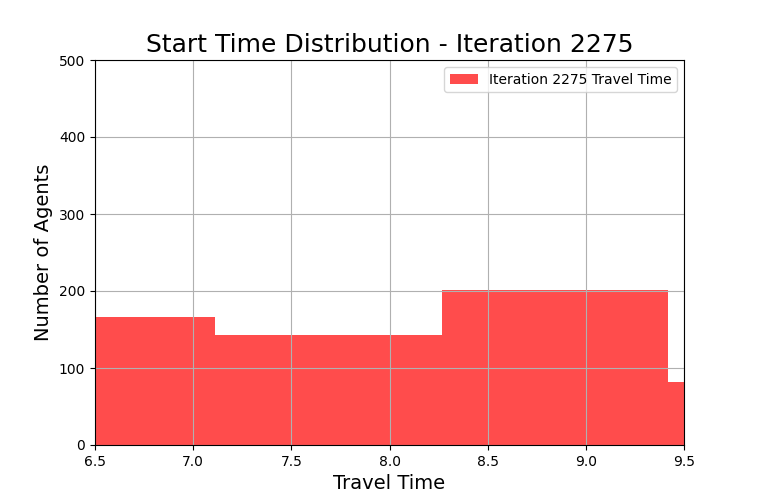 Start Time Distribution - Iteration 2275
Iteration 2275 Travel Time
Number of Agents
500
400
300
200
100
0
6.5 7.0 7.5 8.0 8.5 9.0 9.5
Travel Time